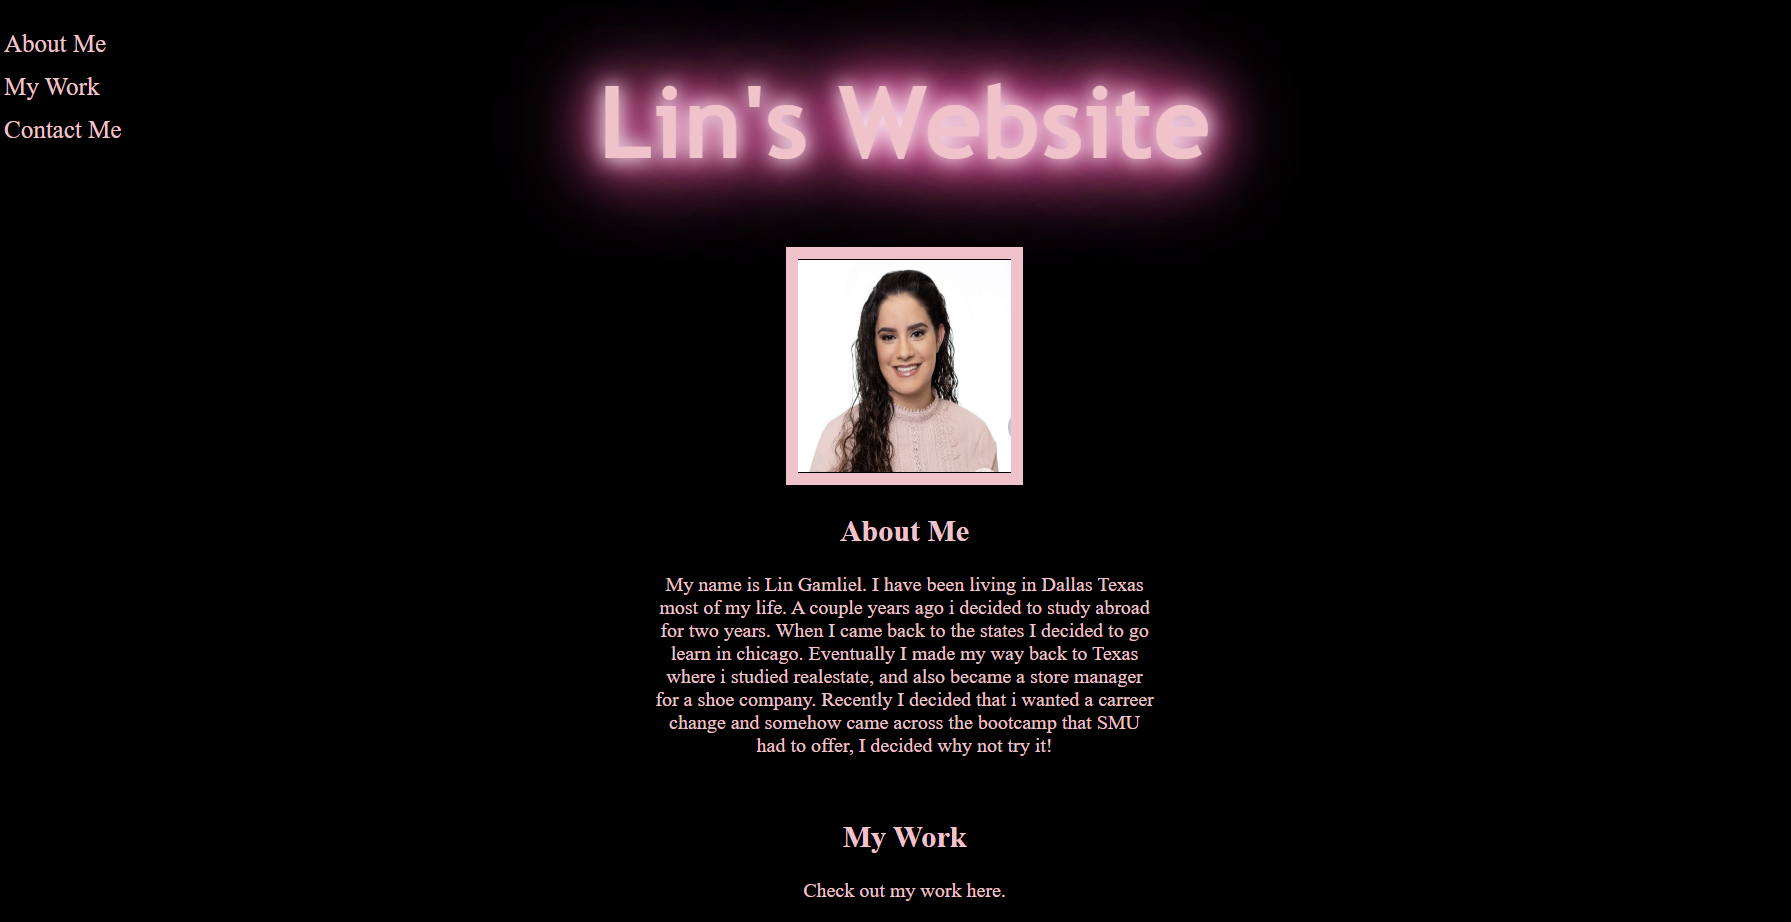 About Me
My Work
Contact Me
Lin's Website
About Me
My name is Lin Gamliel. I have been living in Dallas Texas
most of my life. A couple years ago i decided to study abroad
for two years. When I came back to the states I decided to go
learn in chicago. Eventually I made my way back to Texas
where i studied realestate, and also became a store manager
for a shoe company. Recently I decided that i wanted a carreer
change and somehow came across the bootcamp that SMU
had to offer, I decided why not try it!
My Work
Check out my work here.